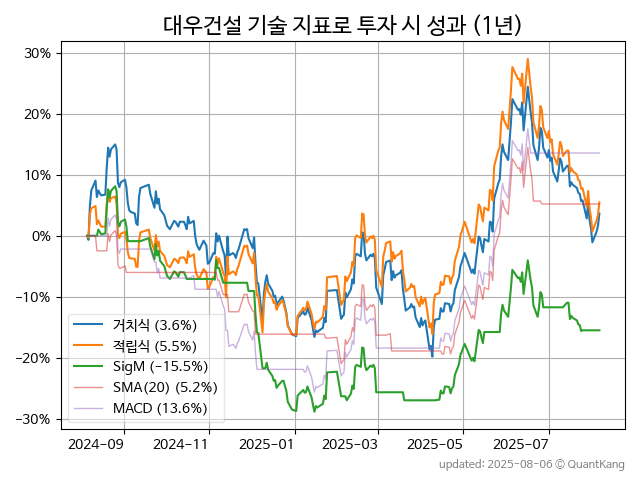 대우건설 기술 지표로 투자 시 성과 (1년)
30%
20%
10%
0%
−10%
−20%
−30%
거치식 (3.6%)
적립식 (5.5%)
SigM (−15.5%)
SMA(20) (5.2%)
MACD (13.6%)
2024−09
2024−11
2025−01
2025−03
2025−05
2025−07
updated: 2025-08-06 © QuantKang